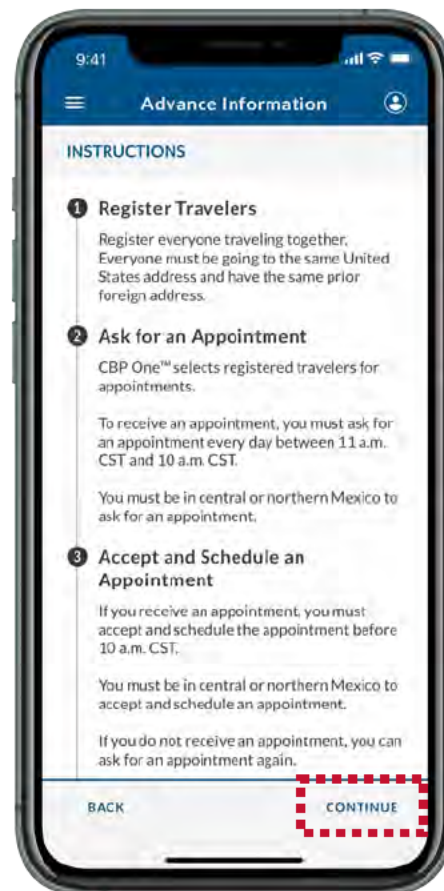 9:41
Advance Information
INSTRUCTIONS
1 Register Travelers
Register everyone traveling together.
Everyone must be going to the same United
States address and have the same prior
foreign address.
2 Ask for an Appointment
CBP One™ selects registered travelers for
appointments.
To receive an appointment, you must ask for
an appointment every day between 11 a.m.
CST and 10 a.m. CST.
You must be in central or northern Mexico to
ask for an appointment.
3 Accept and Schedule an
Appointment
If you receive an appointment, you must
accept and schedule the appointment before
10 a.m. CST.
You must be in central or northern Mexico to
accept and schedule an appointment.
If you do not receive an appointment, you can
ask for an appointment again.
BACK
CONTINUE